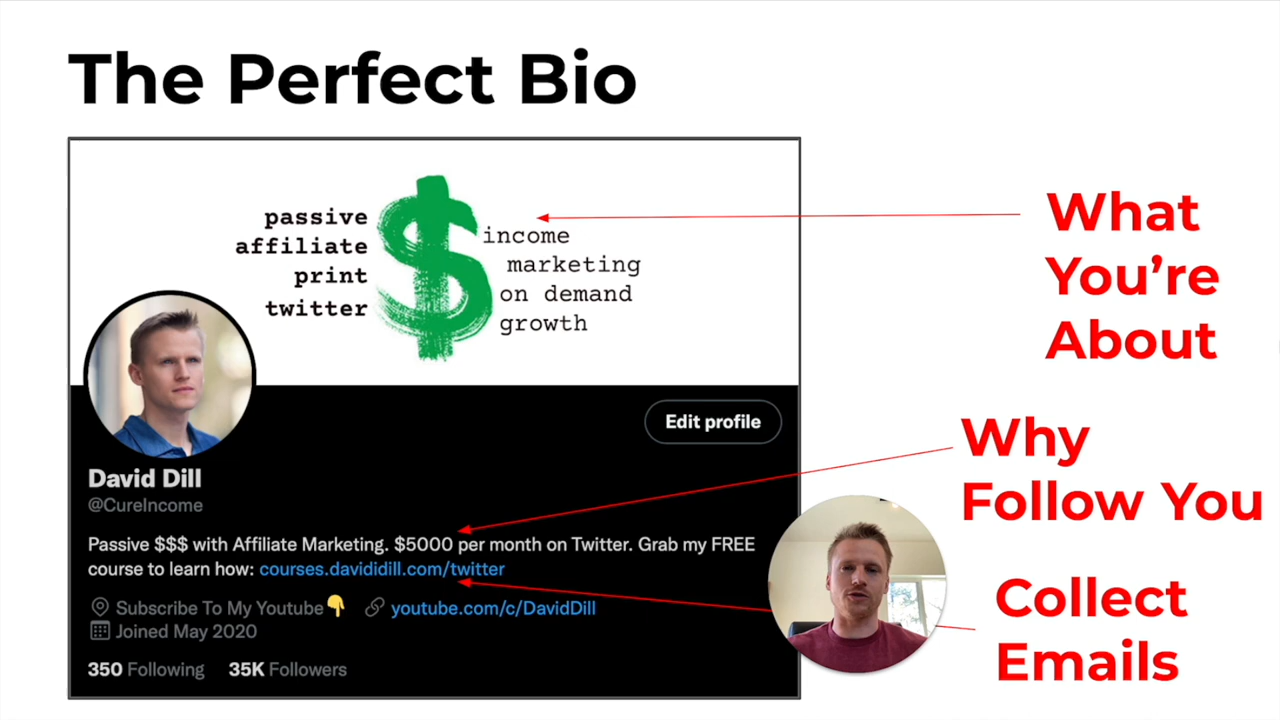 The Perfect Bio
passive
affiliate
print
twitter
income
marketing
on demand
growth
What
You’re
About
Edit profile
David Dill
@CureIncome
Why
Follow You
Passive $$$ with Affiliate Marketing. $5000 per month on Twitter. Grab my FREE
course to learn how: courses.davididill.com/twitter
Subscribe To My Youtube👇 youtube.com/c/DavidDill
Joined May 2020
350 Following 35K Followers
Collect
Emails